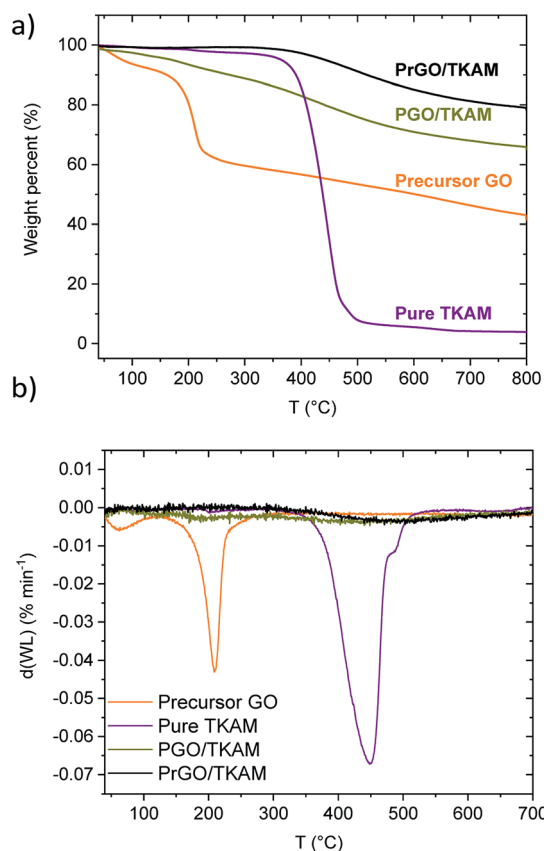 a)
100
80
60
40
20
0
Weight percent (%)
PrGO/TKAM
PGO/TKAM
Precursor GO
Pure TKAM
100 200 300 400 500 600 700 800
T (°C)
b)
0.01
0.00
-0.01
-0.02
-0.03
-0.04
-0.05
-0.06
-0.07
d(WL) (% min⁻¹)
Precursor GO
Pure TKAM
PGO/TKAM
PrGO/TKAM
100 200 300 400 500 600 700
T (°C)